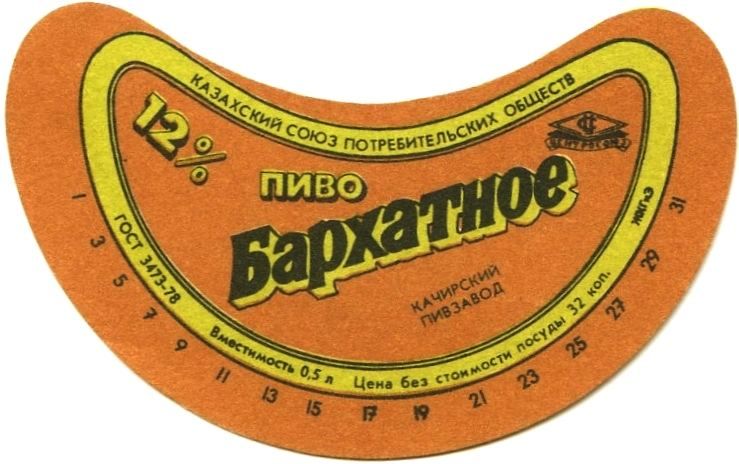 КАЗАХСКИЙ СОЮЗ ПОТРЕБИТЕЛЬСКИХ ОБЩЕСТВ
12%
ЦЕНТРОСОЮЗ
ПИВО
Бархатное
КАЧИРСКИЙ
ПИВЗАВОД
ГОСТ 3473-78
Вместимость 0,5 л
Цена без стоимости посуды 32 коп.
1 3 5 7 9 11 13 15 17 19 21 23 25 27 29 31